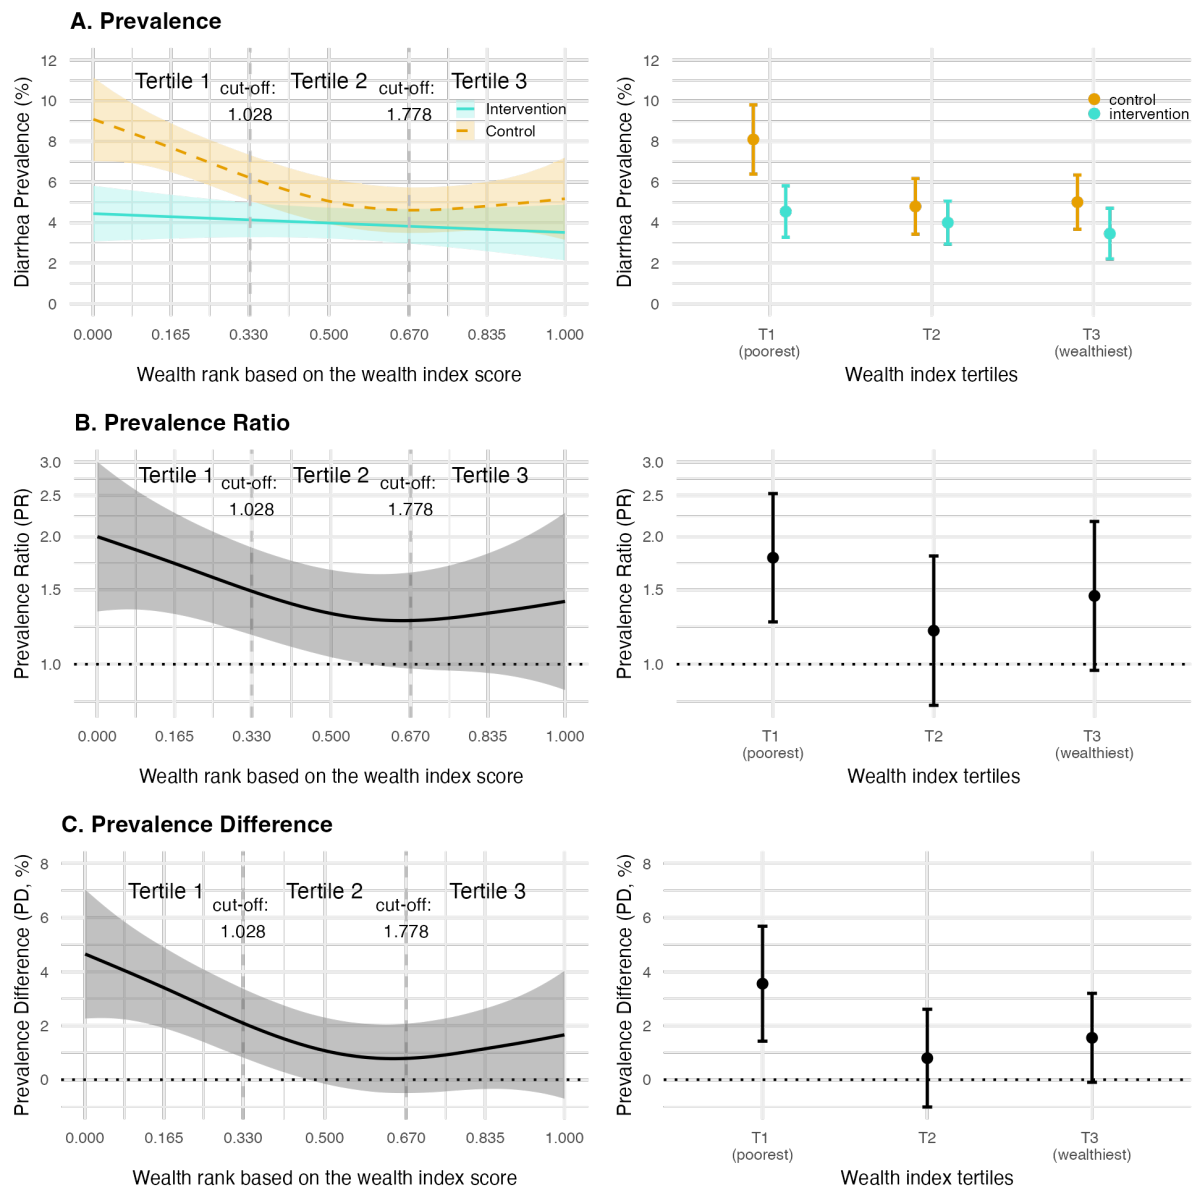 A. Prevalence
Diarrhea Prevalence (%)
12
10
8
6
4
2
0
Tertile 1
cut-off:
1.028
Tertile 2
cut-off:
1.778
Tertile 3
Intervention
Control
0.000
0.165
0.330
0.500
0.670
0.835
1.000
Wealth rank based on the wealth index score
Diarrhea Prevalence (%)
12
10
8
6
4
2
0
control
intervention
T1
(poorest)
T2
T3
(wealthiest)
Wealth index tertiles
B. Prevalence Ratio
Prevalence Ratio (PR)
3.0
2.5
2.0
1.5
1.0
Tertile 1
cut-off:
1.028
Tertile 2
cut-off:
1.778
Tertile 3
0.000
0.165
0.330
0.500
0.670
0.835
1.000
Wealth rank based on the wealth index score
Prevalence Ratio (PR)
3.0
2.5
2.0
1.5
1.0
T1
(poorest)
T2
T3
(wealthiest)
Wealth index tertiles
C. Prevalence Difference
Prevalence Difference (PD, %)
8
6
4
2
0
Tertile 1
cut-off:
1.028
Tertile 2
cut-off:
1.778
Tertile 3
0.000
0.165
0.330
0.500
0.670
0.835
1.000
Wealth rank based on the wealth index score
Prevalence Difference (PD, %)
8
6
4
2
0
T1
(poorest)
T2
T3
(wealthiest)
Wealth index tertiles